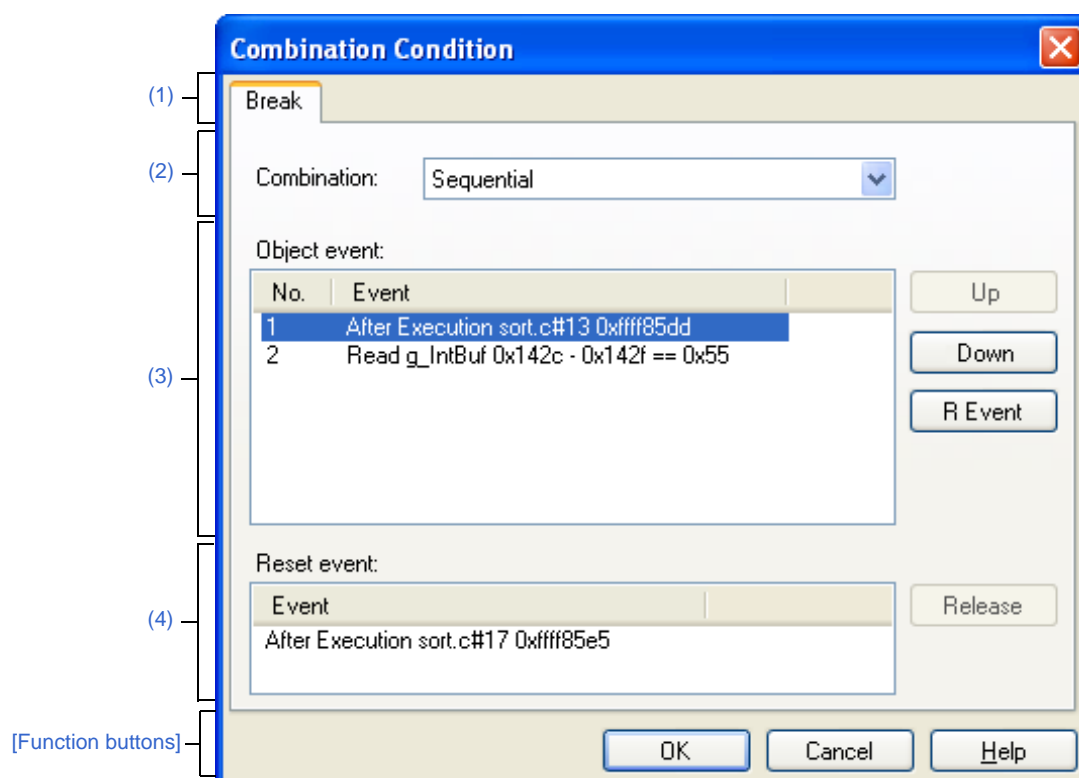 Combination Condition
(1)
Break
(2)
Combination: Sequential
Object event:
No. Event
Up
1 After Execution sort.c#13 0xffff85dd
2 Read g_IntBuf 0x142c - 0x142f == 0x55
Down
(3)
R Event
Reset event:
Event
Release
(4)
After Execution sort.c#17 0xffff85e5
[Function buttons]
OK Cancel Help